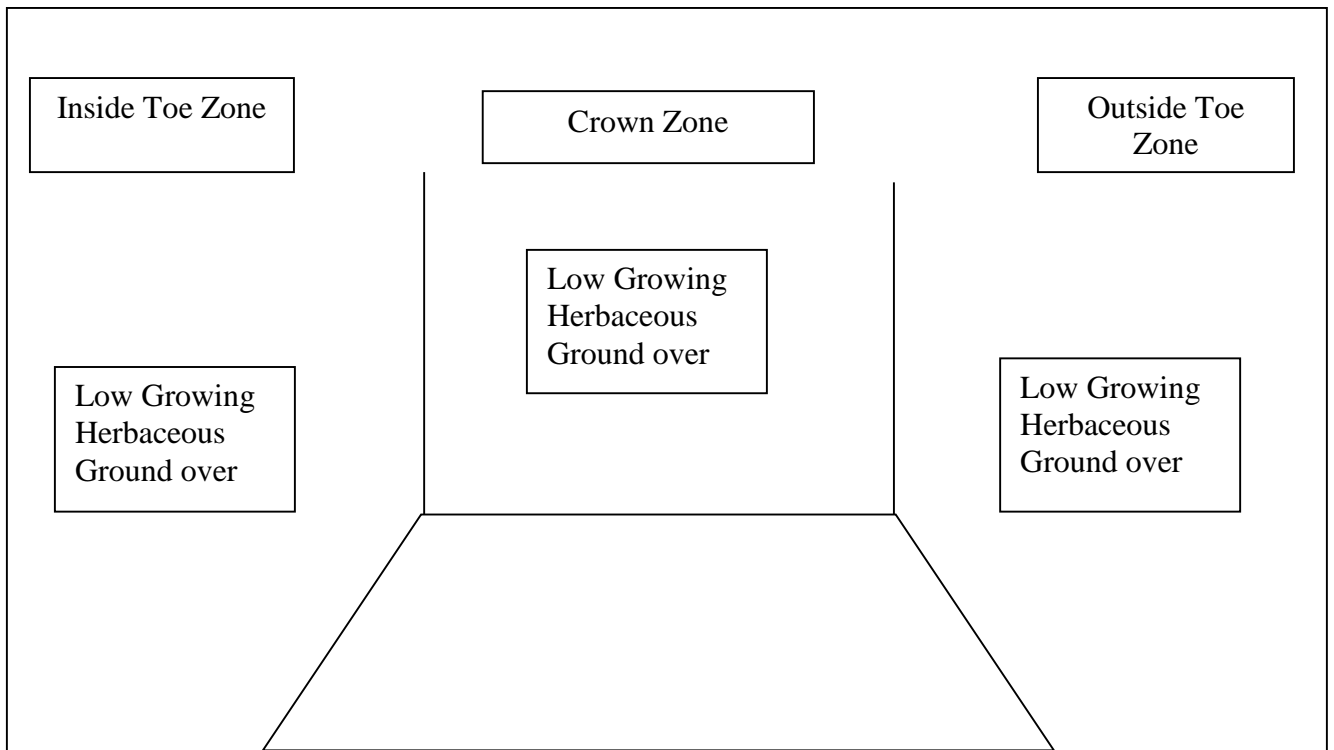 Inside Toe Zone
Crown Zone
Outside Toe
Zone
Low Growing
Herbaceous
Ground over
Low Growing
Herbaceous
Ground over
Low Growing
Herbaceous
Ground over